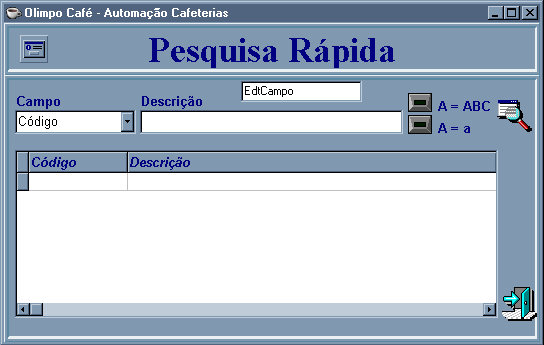 Olimpo Café - Automação Cafeterias
Pesquisa Rápida
EdtCampo
Campo
Descrição
A = ABC
Código
A = a
Código
Descrição